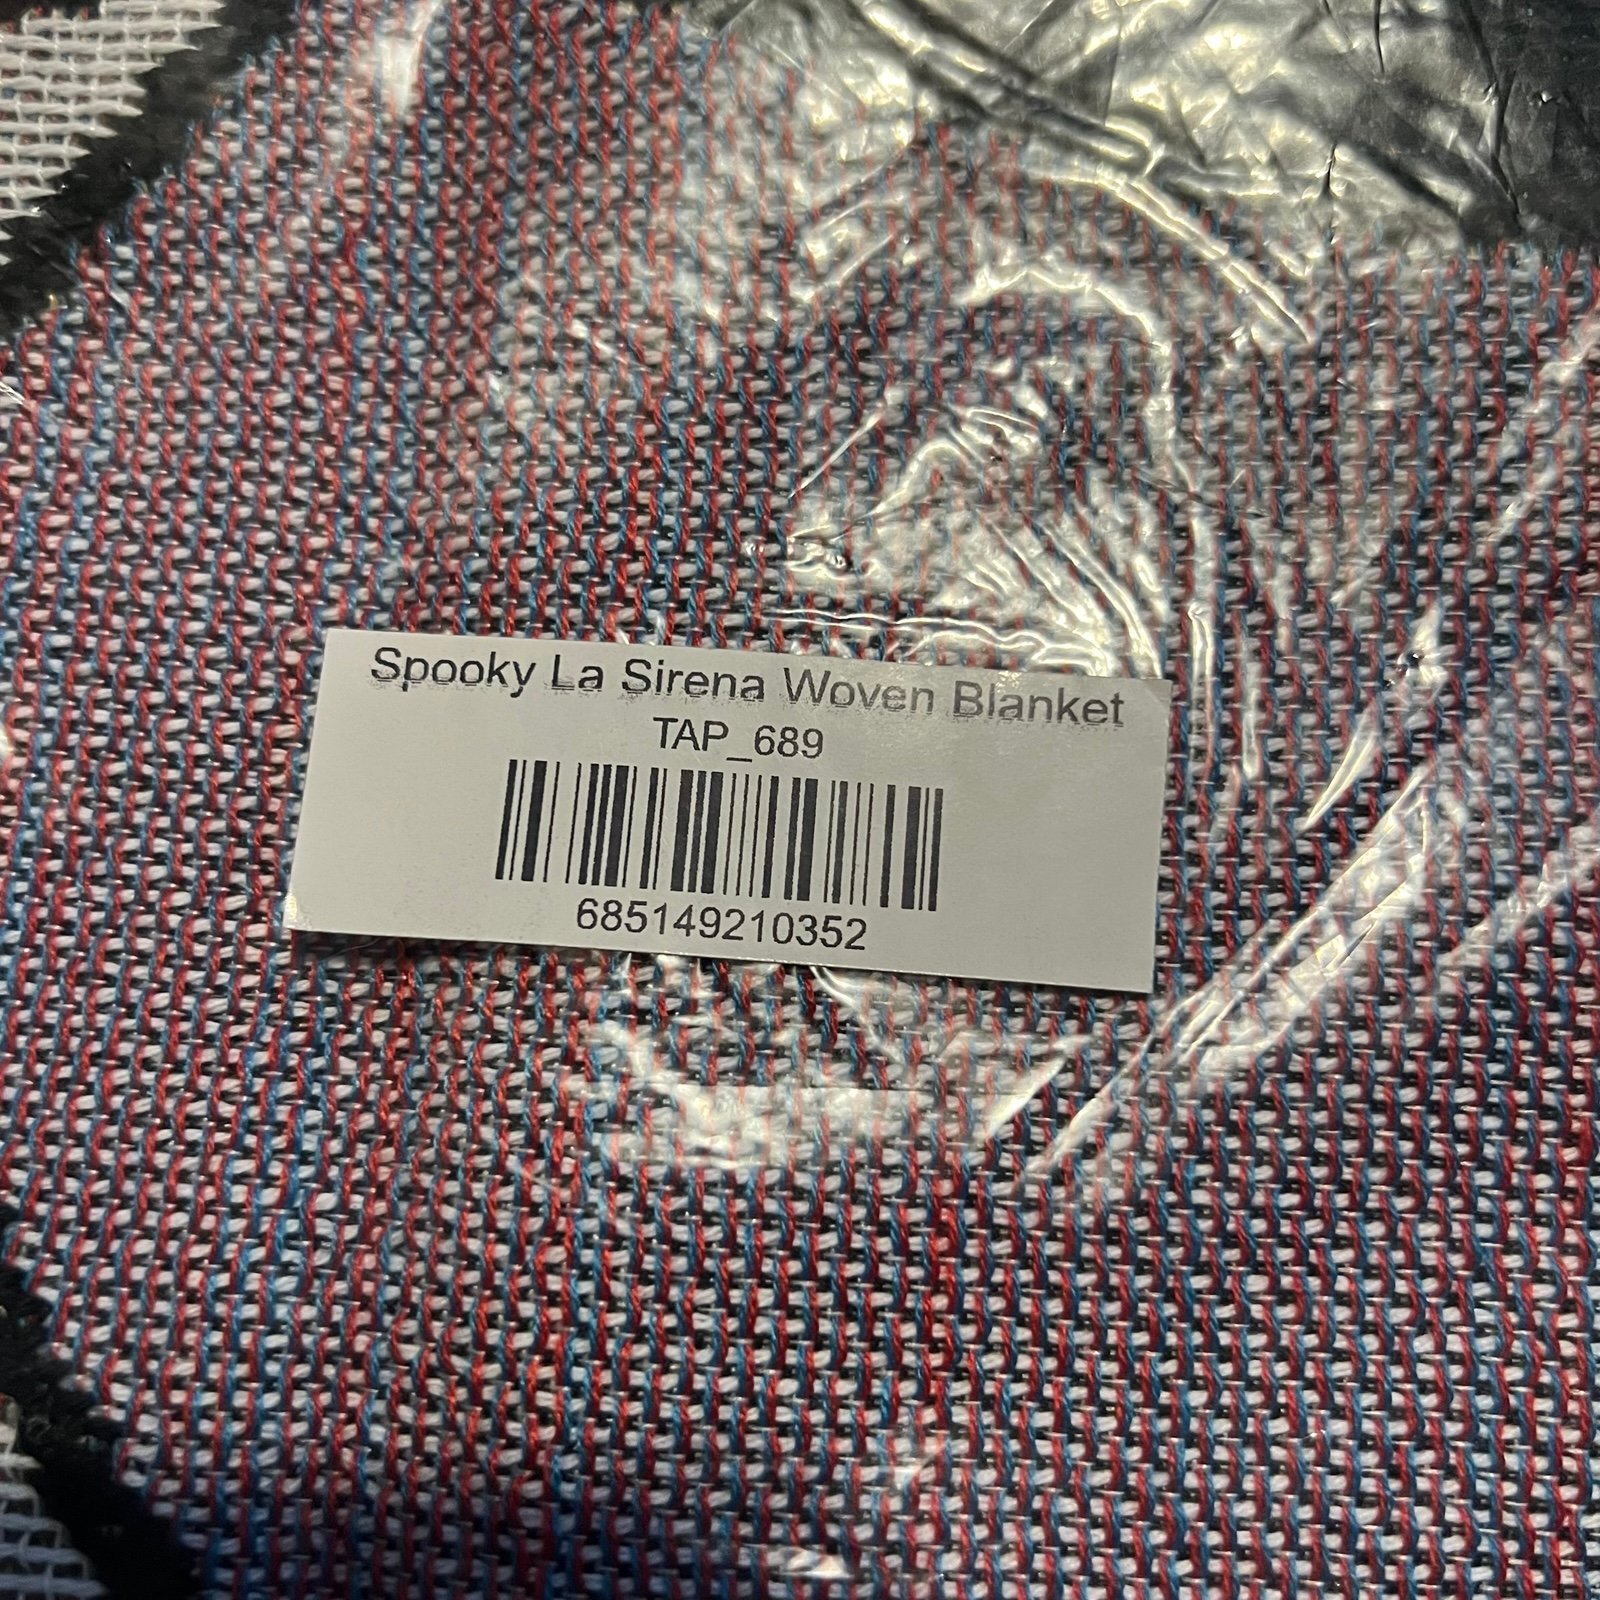 Spooky La Sirena Woven Blanket
TAP_689
685149210352